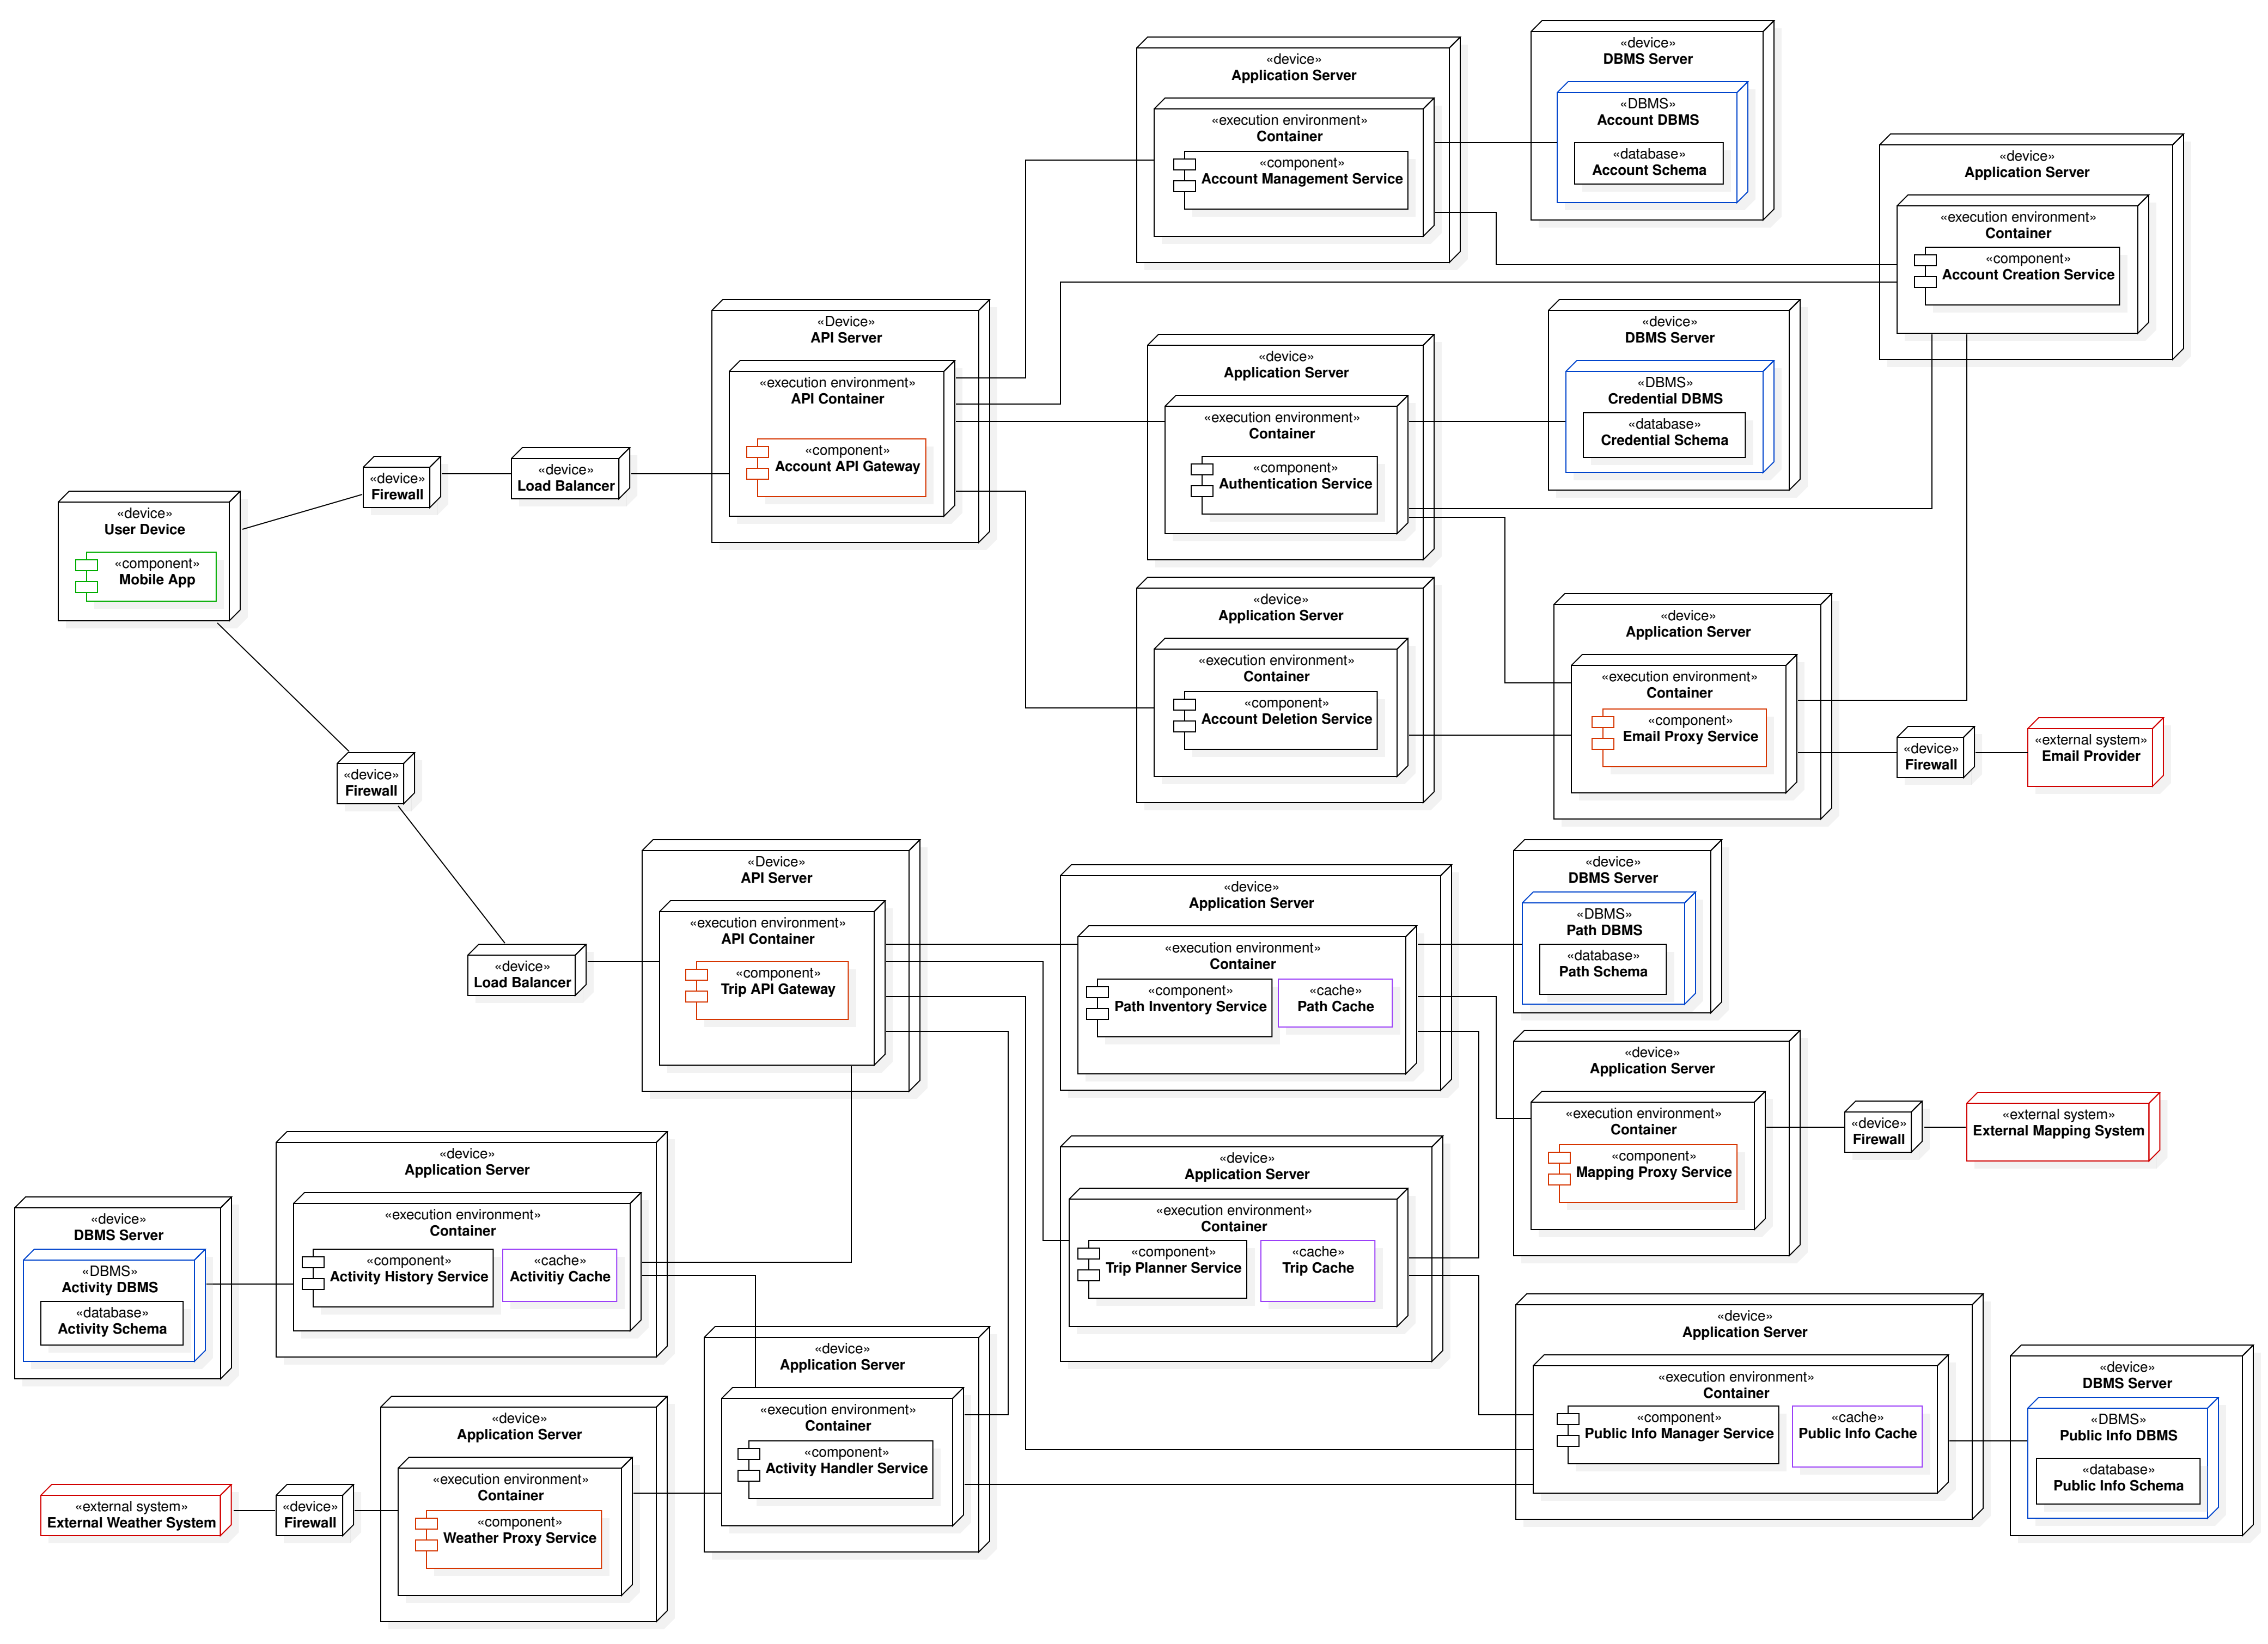 «device»
Application Server
«execution environment»
Container
«component»
Account Management Service
«device»
DBMS Server
«DBMS»
Account DBMS
«database»
Account Schema
«device»
Application Server
«execution environment»
Container
«component»
Account Creation Service
«Device»
API Server
«execution environment»
API Container
«component»
Account API Gateway
«device»
Application Server
«execution environment»
Container
«component»
Authentication Service
«device»
DBMS Server
«DBMS»
Credential DBMS
«database»
Credential Schema
«device»
User Device
«component»
Mobile App
«device»
Firewall
«device»
Load Balancer
«device»
Application Server
«execution environment»
Container
«component»
Account Deletion Service
«device»
Application Server
«execution environment»
Container
«component»
Email Proxy Service
«device»
Firewall
«external system»
Email Provider
«device»
Firewall
«device»
Load Balancer
«Device»
API Server
«execution environment»
API Container
«component»
Trip API Gateway
«device»
Application Server
«execution environment»
Container
«component»
Path Inventory Service
«cache»
Path Cache
«device»
DBMS Server
«DBMS»
Path DBMS
«database»
Path Schema
«device»
Application Server
«execution environment»
Container
«component»
Mapping Proxy Service
«device»
Firewall
«external system»
External Mapping System
«device»
Application Server
«execution environment»
Container
«component»
Trip Planner Service
«cache»
Trip Cache
«device»
Application Server
«execution environment»
Container
«component»
Activity History Service
«cache»
Activitiy Cache
«device»
DBMS Server
«DBMS»
Activity DBMS
«database»
Activity Schema
«device»
Application Server
«execution environment»
Container
«component»
Activity Handler Service
«device»
Application Server
«execution environment»
Container
«component»
Public Info Manager Service
«cache»
Public Info Cache
«device»
DBMS Server
«DBMS»
Public Info DBMS
«database»
Public Info Schema
«device»
Application Server
«execution environment»
Container
«component»
Weather Proxy Service
«device»
Firewall
«external system»
External Weather System